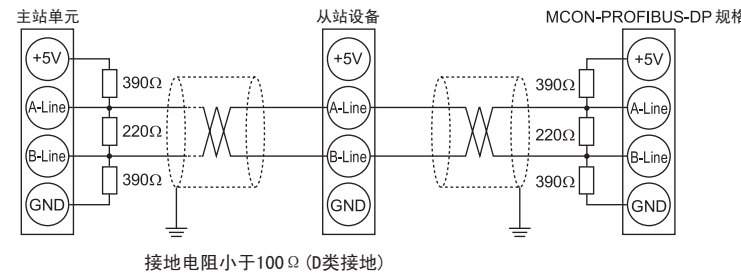 主站单元
从站设备
MCON-PROFIBUS-DP 规格
+5V
390Ω
A-Line
220Ω
B-Line
390Ω
GND
+5V
A-Line
B-Line
GND
+5V
390Ω
A-Line
220Ω
B-Line
390Ω
GND
接地电阻小于100Ω (D类接地)